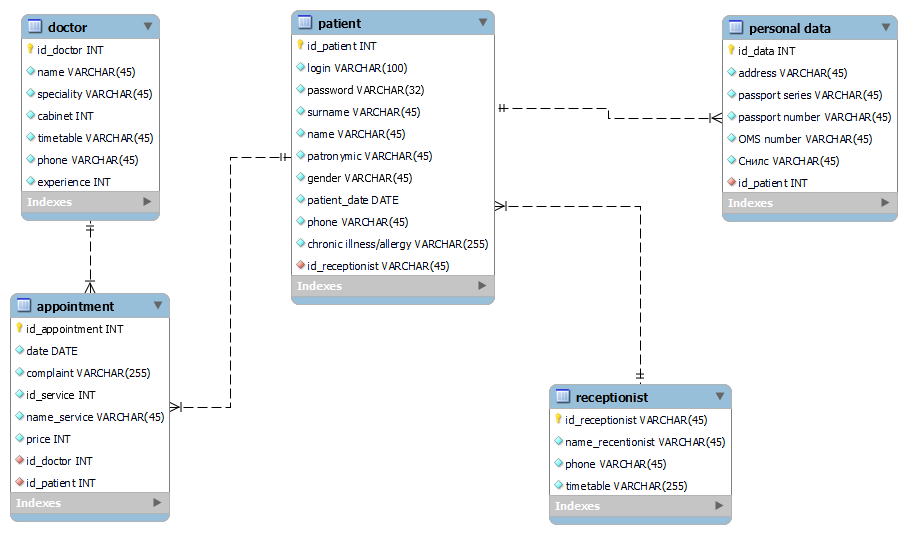 doctor
id_doctor INT
name VARCHAR(45)
speciality VARCHAR(45)
cabinet INT
timetable VARCHAR(45)
phone VARCHAR(45)
experience INT
Indexes
patient
id_patient INT
login VARCHAR(100)
password VARCHAR(32)
surname VARCHAR(45)
name VARCHAR(45)
patronymic VARCHAR(45)
gender VARCHAR(45)
patient_date DATE
phone VARCHAR(45)
chronic illness/allergy VARCHAR(255)
id_receptionist VARCHAR(45)
Indexes
personal data
id_data INT
address VARCHAR(45)
passport series VARCHAR(45)
passport number VARCHAR(45)
OMS number VARCHAR(45)
Снилс VARCHAR(45)
id_patient INT
Indexes
appointment
id_appointment INT
date DATE
complaint VARCHAR(255)
id_service INT
name_service VARCHAR(45)
price INT
id_doctor INT
id_patient INT
Indexes
receptionist
id_receptionist VARCHAR(45)
name_recentionist VARCHAR(45)
phone VARCHAR(45)
timetable VARCHAR(255)
Indexes